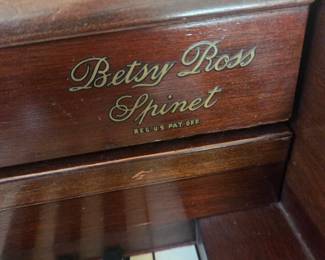 Betsy Ross
Spinet
REG. U.S. PAT. OFF.